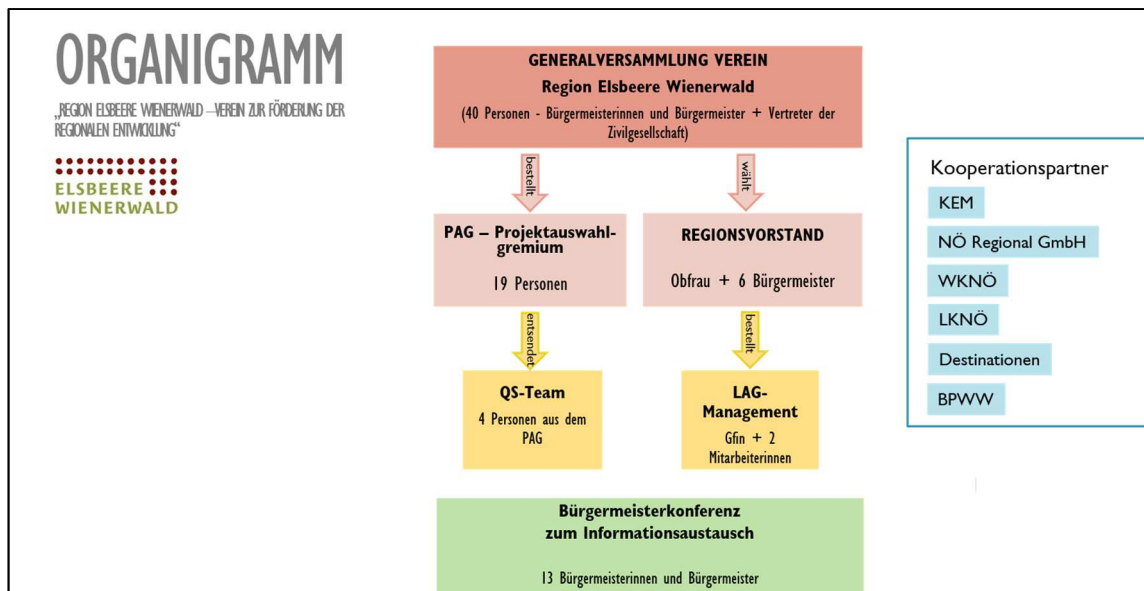 ORGANIGRAMM
„REGION ELSBEERE WIENERWALD –VEREIN ZUR FÖRDERUNG DER
REGIONALEN ENTWICKLUNG“
ELSBEERE
WIENERWALD
GENERALVERSAMMLUNG VEREIN
Region Elsbeere Wienerwald
(40 Personen - Bürgermeisterinnen und Bürgermeister + Vertreter der
Zivilgesellschaft)
bestellt
wählt
PAG – Projektauswahl-
gremium
19 Personen
REGIONSVORSTAND
Obfrau + 6 Bürgermeister
entsendet
bestellt
QS-Team
4 Personen aus dem
PAG
LAG-
Management
Gfin + 2
Mitarbeiterinnen
Bürgermeisterkonferenz
zum Informationsaustausch
13 Bürgermeisterinnen und Bürgermeister
Kooperationspartner
KEM
NÖ Regional GmbH
WKNÖ
LKNÖ
Destinationen
BPWW